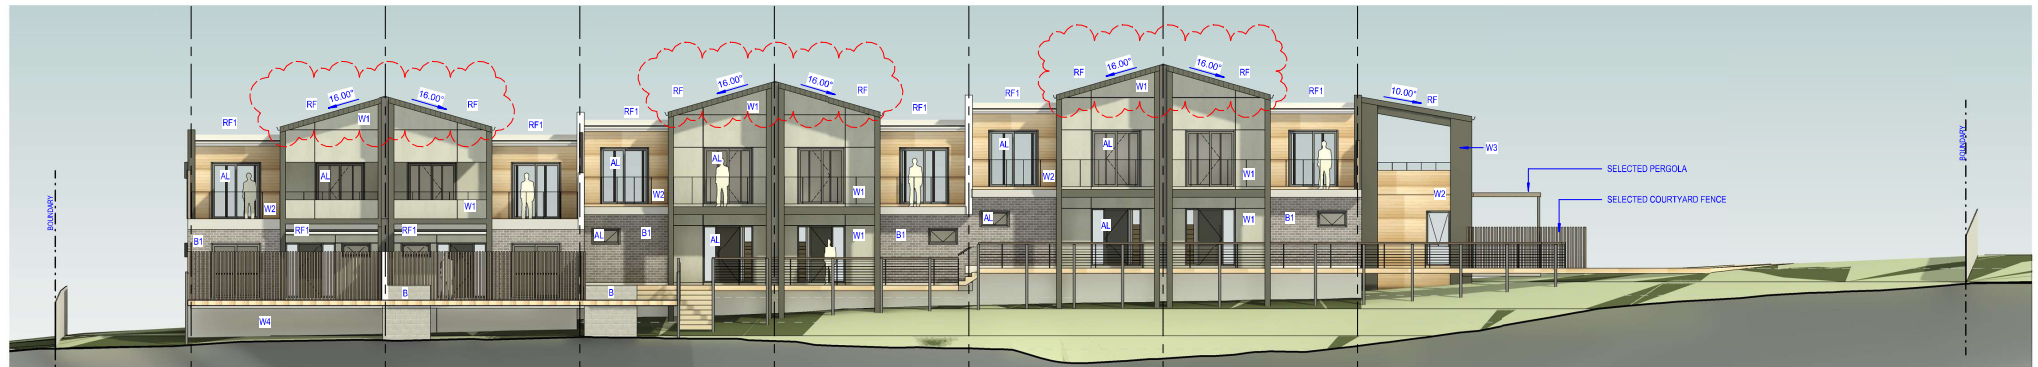 16.00°
16.00°
RF
RF
W1
RF1
RF1
AL
AL
W2
W1
B1
RF1
RF1
B
W4
BOUNDARY
16.00°
16.00°
RF
RF
W1
RF1
RF1
AL
AL
W2
W1
AL
B1
AL
W1
B1
B
16.00°
16.00°
RF
RF
W1
RF1
RF1
AL
AL
W2
W1
AL
AL
W1
B1
10.00°
RF
W3
W2
SELECTED PERGOLA
SELECTED COURTYARD FENCE
BOUNDARY